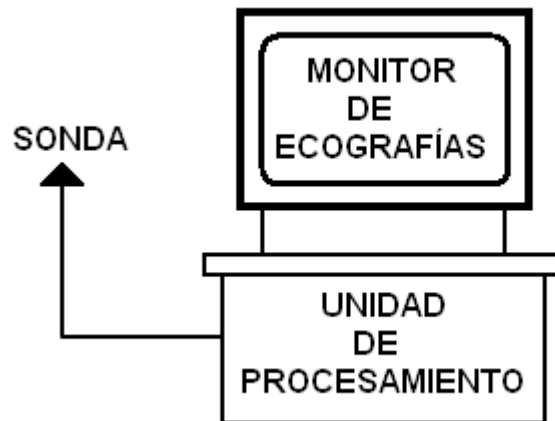 MONITOR
DE
ECOGRAFÍAS
SONDA
UNIDAD
DE
PROCESAMIENTO